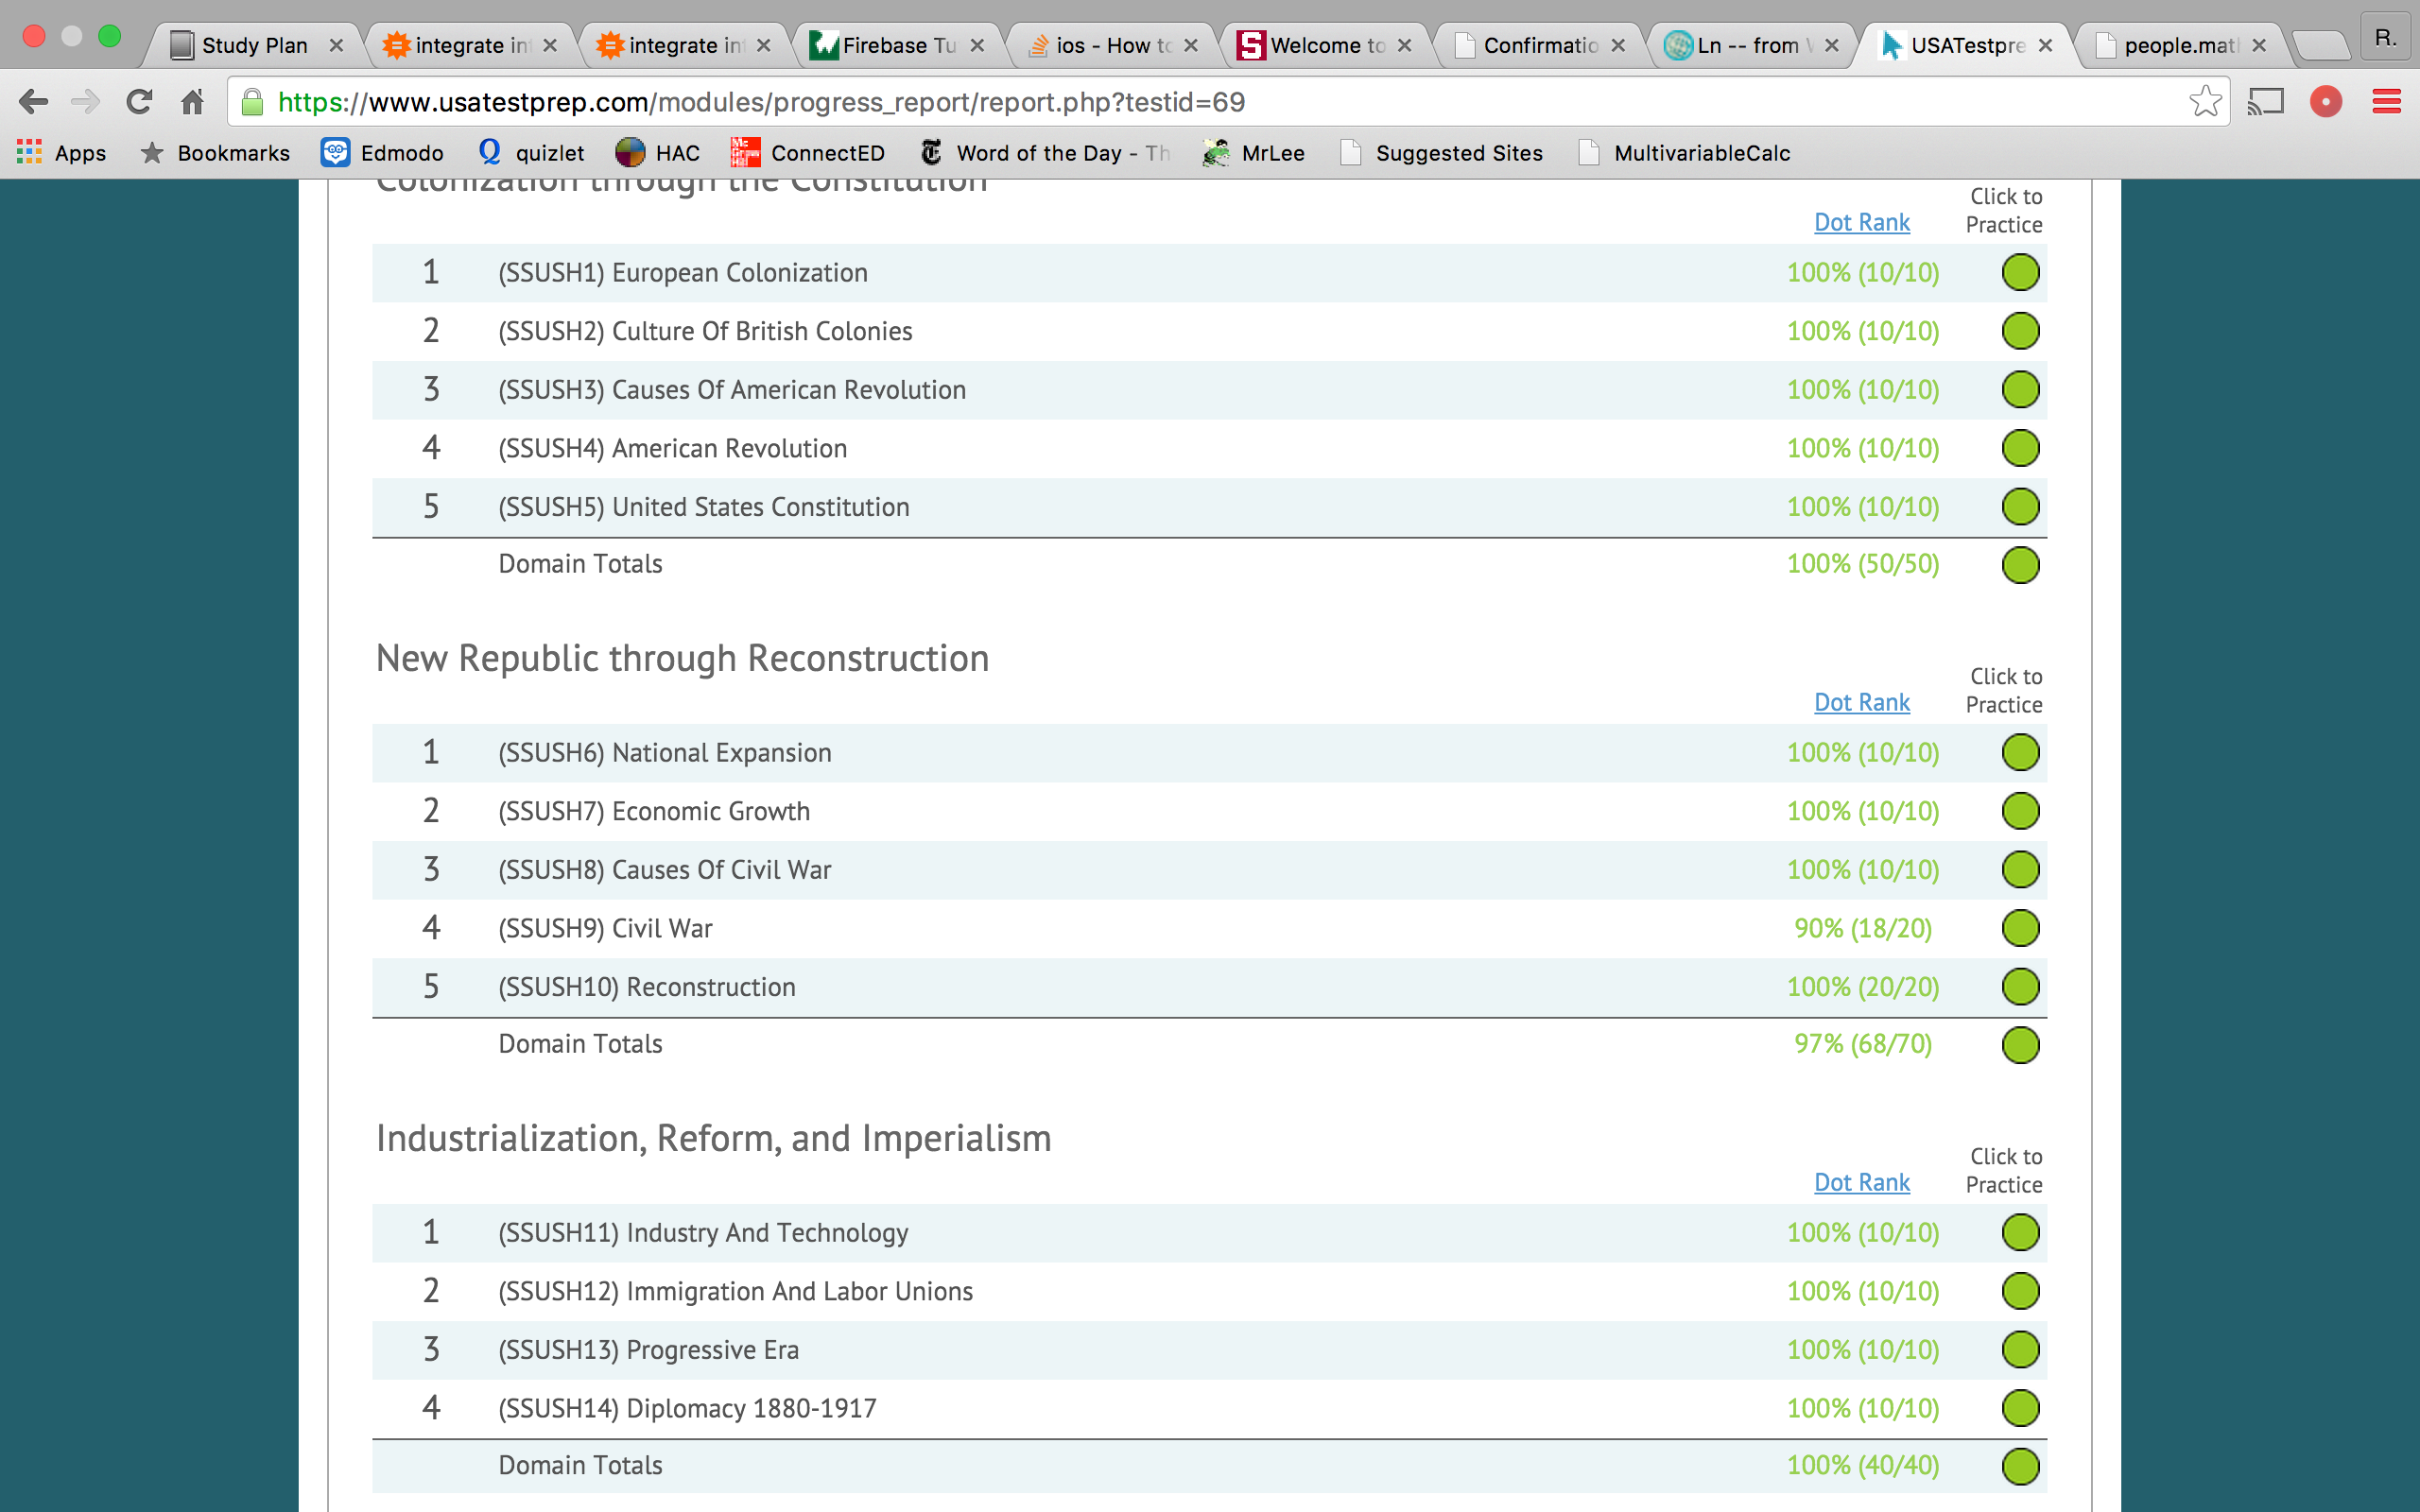 Study Plan
integrate in
integrate in
Firebase Tu
ios - How to
Welcome to
Confirmatio
Ln -- from
USATestpre
people.mat
R.
https://www.usatestprep.com/modules/progress_report/report.php?testid=69
Apps
Bookmarks
Edmodo
quizlet
HAC
ConnectED
Word of the Day - Th
MrLee
Suggested Sites
MultivariableCalc
Colonization through the Constitution
Dot Rank
Click to
Practice
1 (SSUSH1) European Colonization 100% (10/10)
2 (SSUSH2) Culture Of British Colonies 100% (10/10)
3 (SSUSH3) Causes Of American Revolution 100% (10/10)
4 (SSUSH4) American Revolution 100% (10/10)
5 (SSUSH5) United States Constitution 100% (10/10)
Domain Totals 100% (50/50)
New Republic through Reconstruction
Dot Rank
Click to
Practice
1 (SSUSH6) National Expansion 100% (10/10)
2 (SSUSH7) Economic Growth 100% (10/10)
3 (SSUSH8) Causes Of Civil War 100% (10/10)
4 (SSUSH9) Civil War 90% (18/20)
5 (SSUSH10) Reconstruction 100% (20/20)
Domain Totals 97% (68/70)
Industrialization, Reform, and Imperialism
Dot Rank
Click to
Practice
1 (SSUSH11) Industry And Technology 100% (10/10)
2 (SSUSH12) Immigration And Labor Unions 100% (10/10)
3 (SSUSH13) Progressive Era 100% (10/10)
4 (SSUSH14) Diplomacy 1880-1917 100% (10/10)
Domain Totals 100% (40/40)